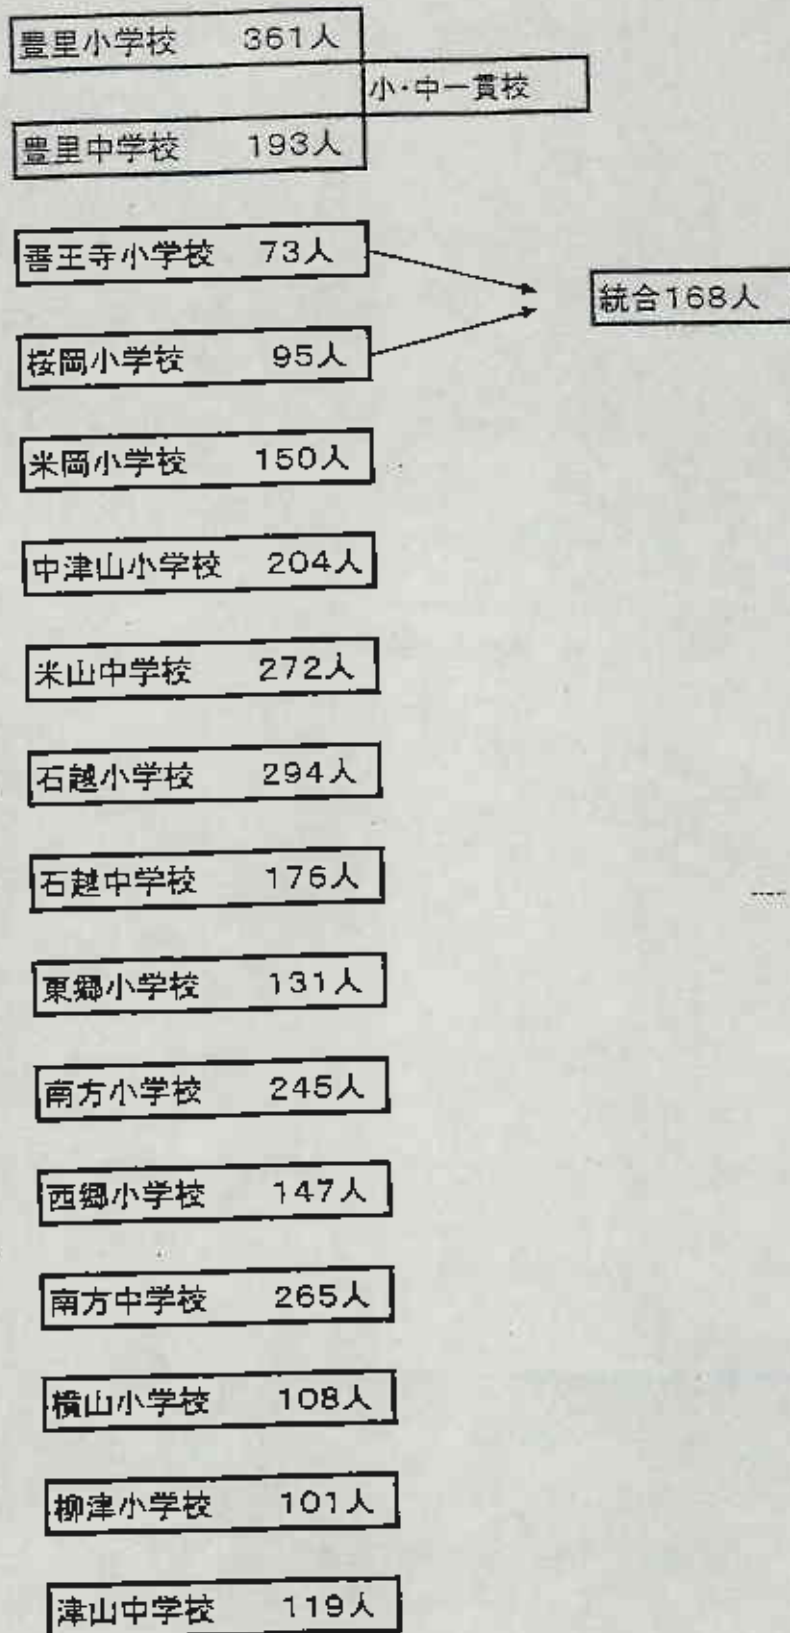 豊里小学校 361人
小・中一貫校
豊里中学校 193人
善王寺小学校 73人
統合168人
桜岡小学校 95人
米岡小学校 150人
中津山小学校 204人
米山中学校 272人
石越小学校 294人
石越中学校 176人
東郷小学校 131人
南方小学校 245人
西郷小学校 147人
南方中学校 265人
横山小学校 108人
柳津小学校 101人
津山中学校 119人